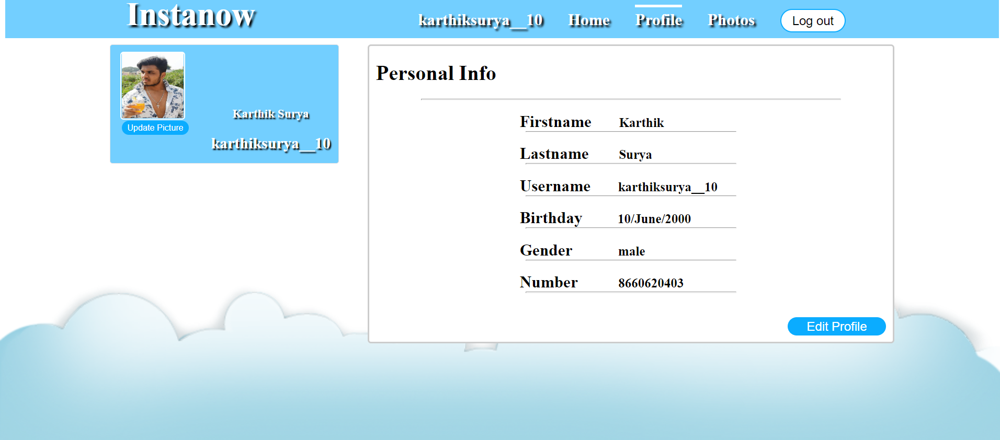 Instanow
karthiksurya__10 Home Profile Photos Log out
Update Picture
Karthik Surya
karthiksurya__10
Personal Info
Firstname Karthik
Lastname Surya
Username karthiksurya__10
Birthday 10/June/2000
Gender male
Number 8660620403
Edit Profile